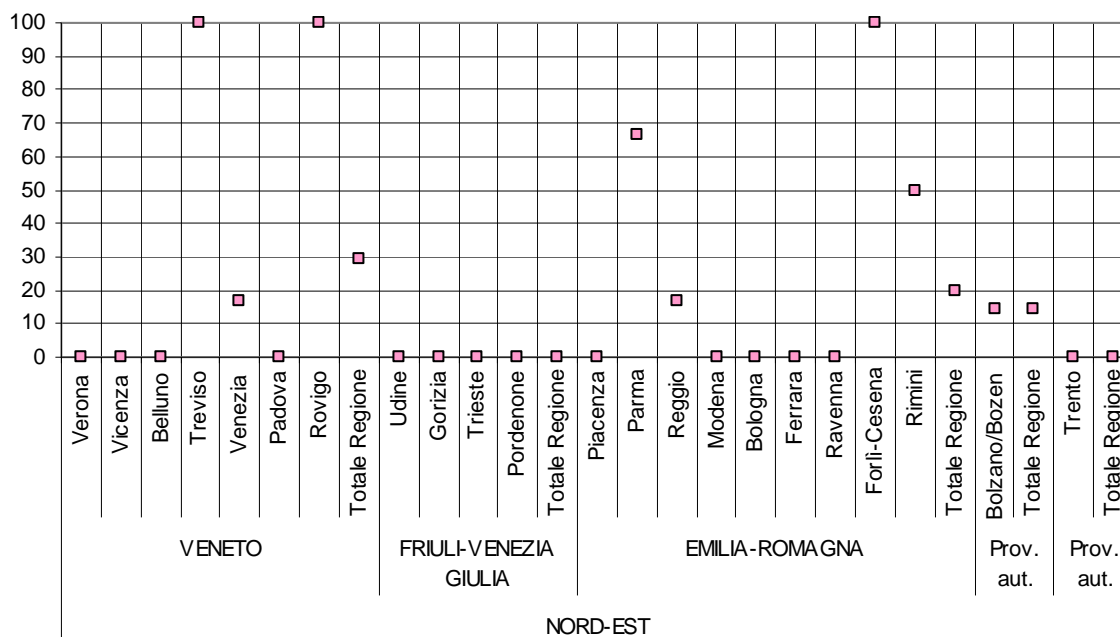 100
90
80
70
60
50
40
30
20
10
0
Verona
Vicenza
Belluno
Treviso
Venezia
Padova
Rovigo
Totale Regione
Udine
Gorizia
Trieste
Pordenone
Totale Regione
Piacenza
Parma
Reggio
Modena
Bologna
Ferrara
Ravenna
Forlì-Cesena
Rimini
Totale Regione
Bolzano/Bozen
Totale Regione
Trento
Totale Regione
VENETO
FRIULI-VENEZIA
GIULIA
EMILIA-ROMAGNA
Prov.
aut.
Prov.
aut.
NORD-EST